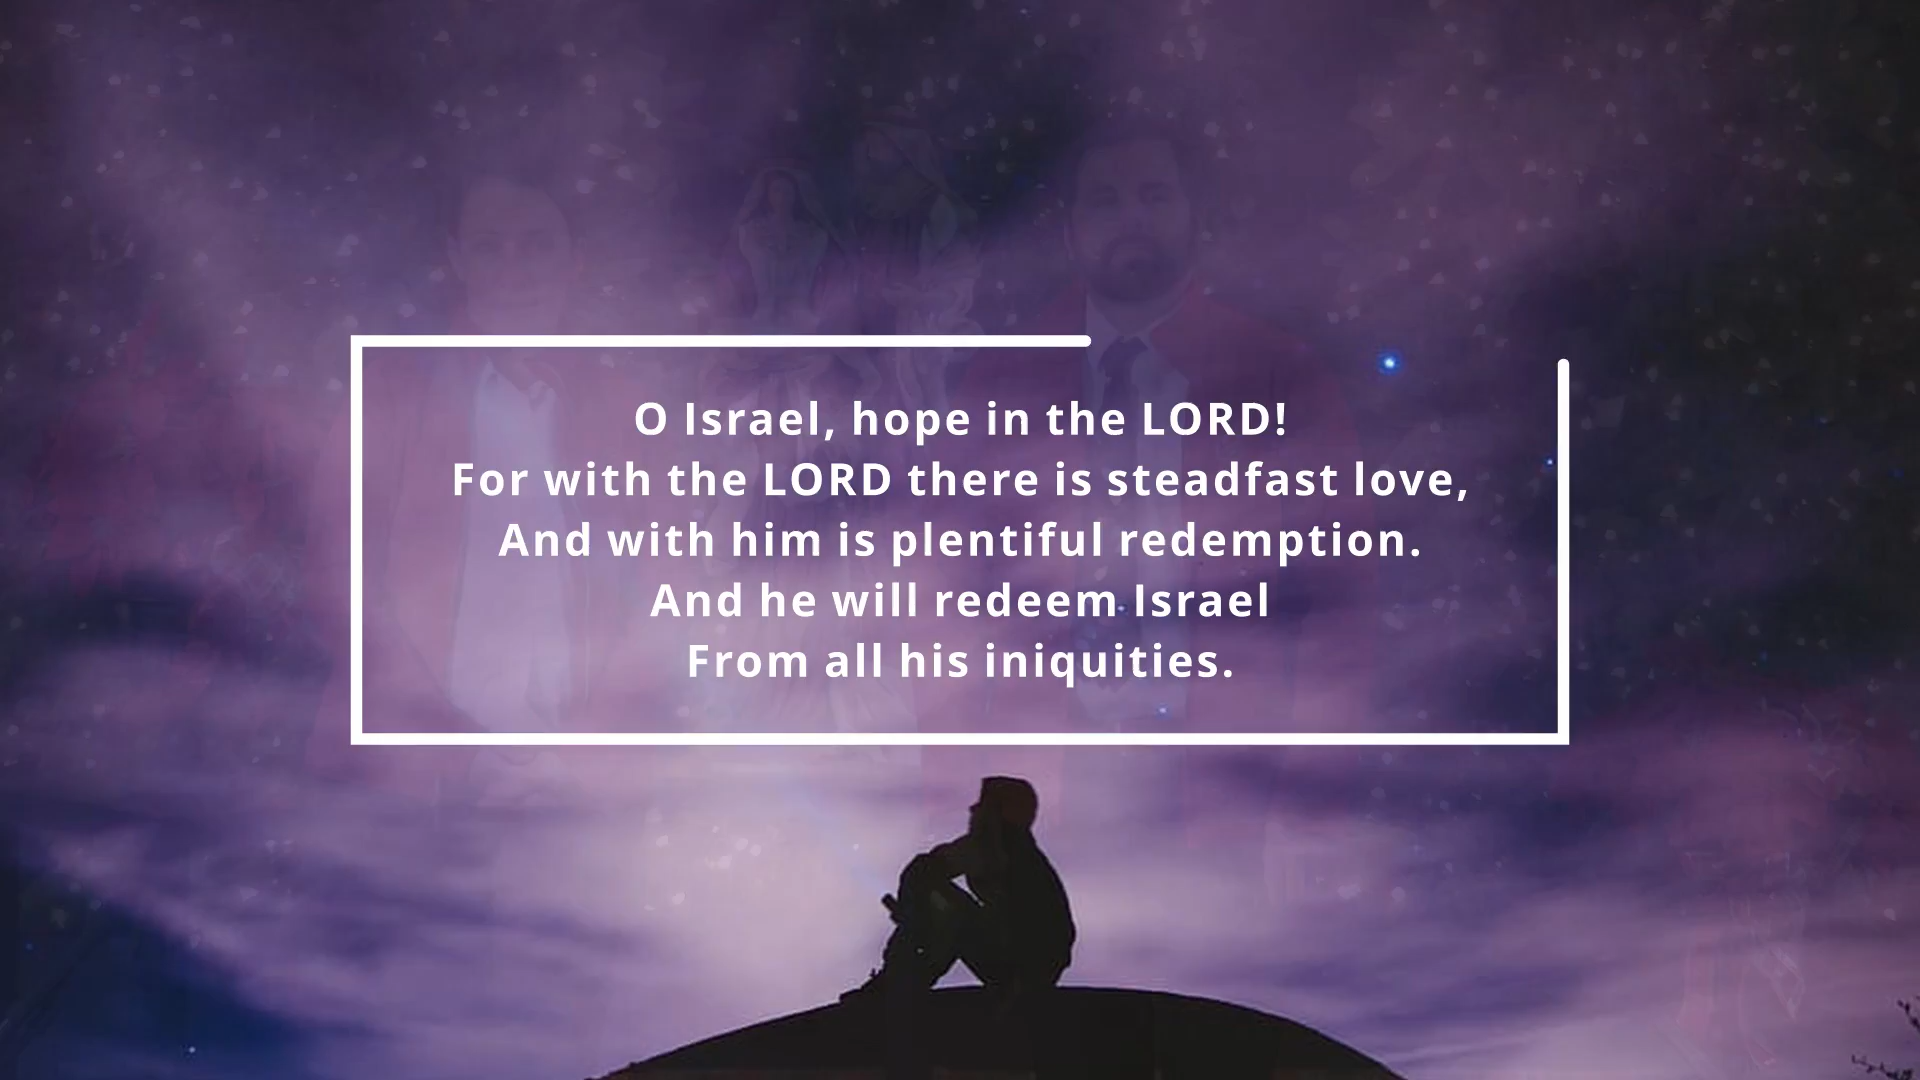 O Israel, hope in the LORD!
For with the LORD there is steadfast love,
And with him is plentiful redemption.
And he will redeem Israel
From all his iniquities.